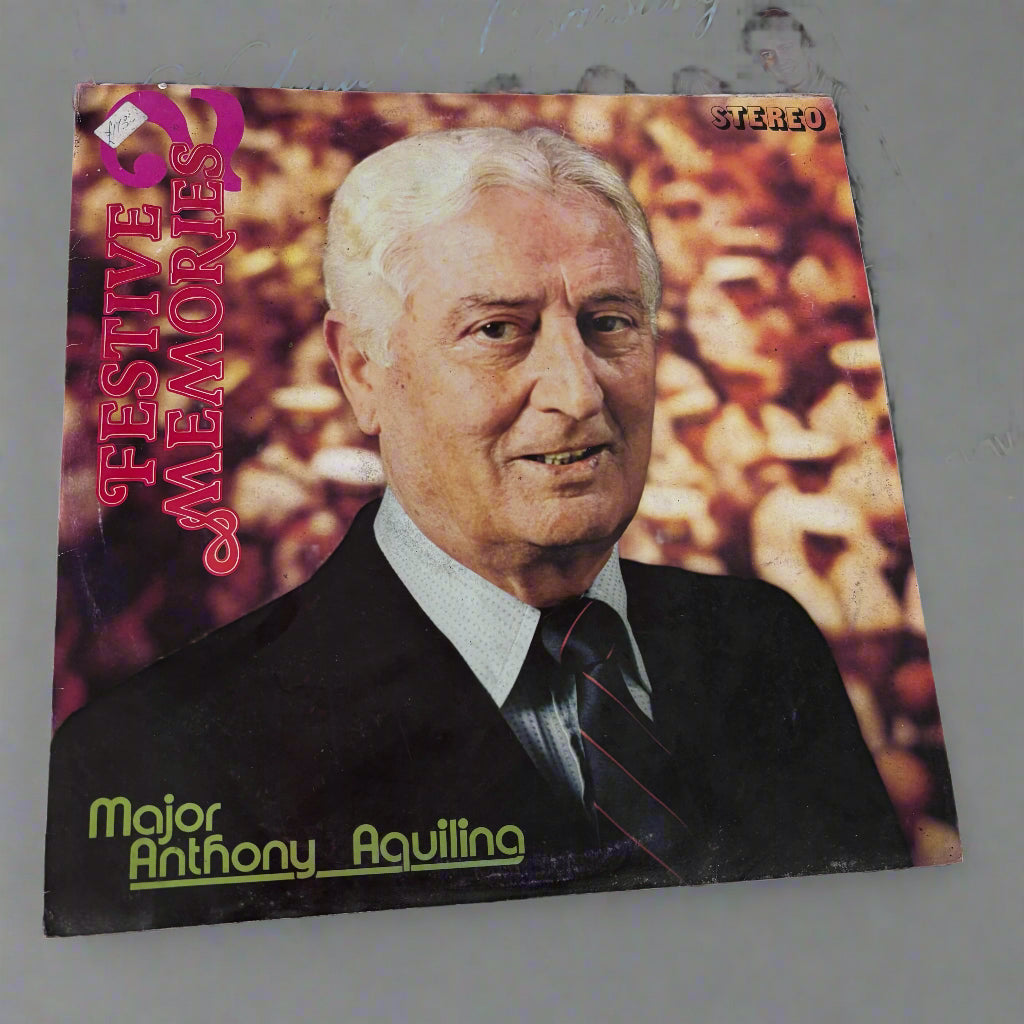 STEREO
2
FESTIVE
MEMORIES
Major
Anthony Aquilina